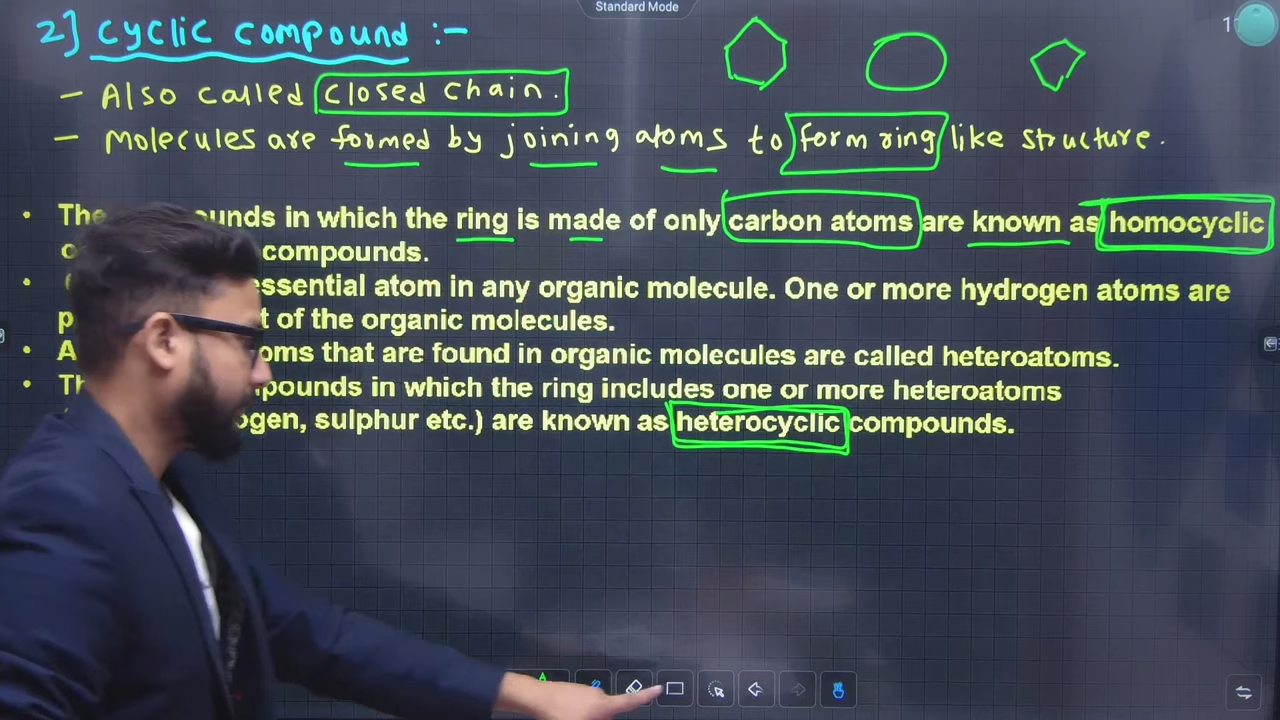 Standard Mode
2] Cyclic compound :-
1
- Also called closed chain.
- Molecules are formed by joining atoms to form ring like structure.
• The unds in which the ring is made of only carbon atoms are known as homocyclic
compounds.
• essential atom in any organic molecule. One or more hydrogen atoms are
t of the organic molecules.
• oms that are found in organic molecules are called heteroatoms.
• pounds in which the ring includes one or more heteroatoms
ogen, sulphur etc.) are known as heterocyclic compounds.